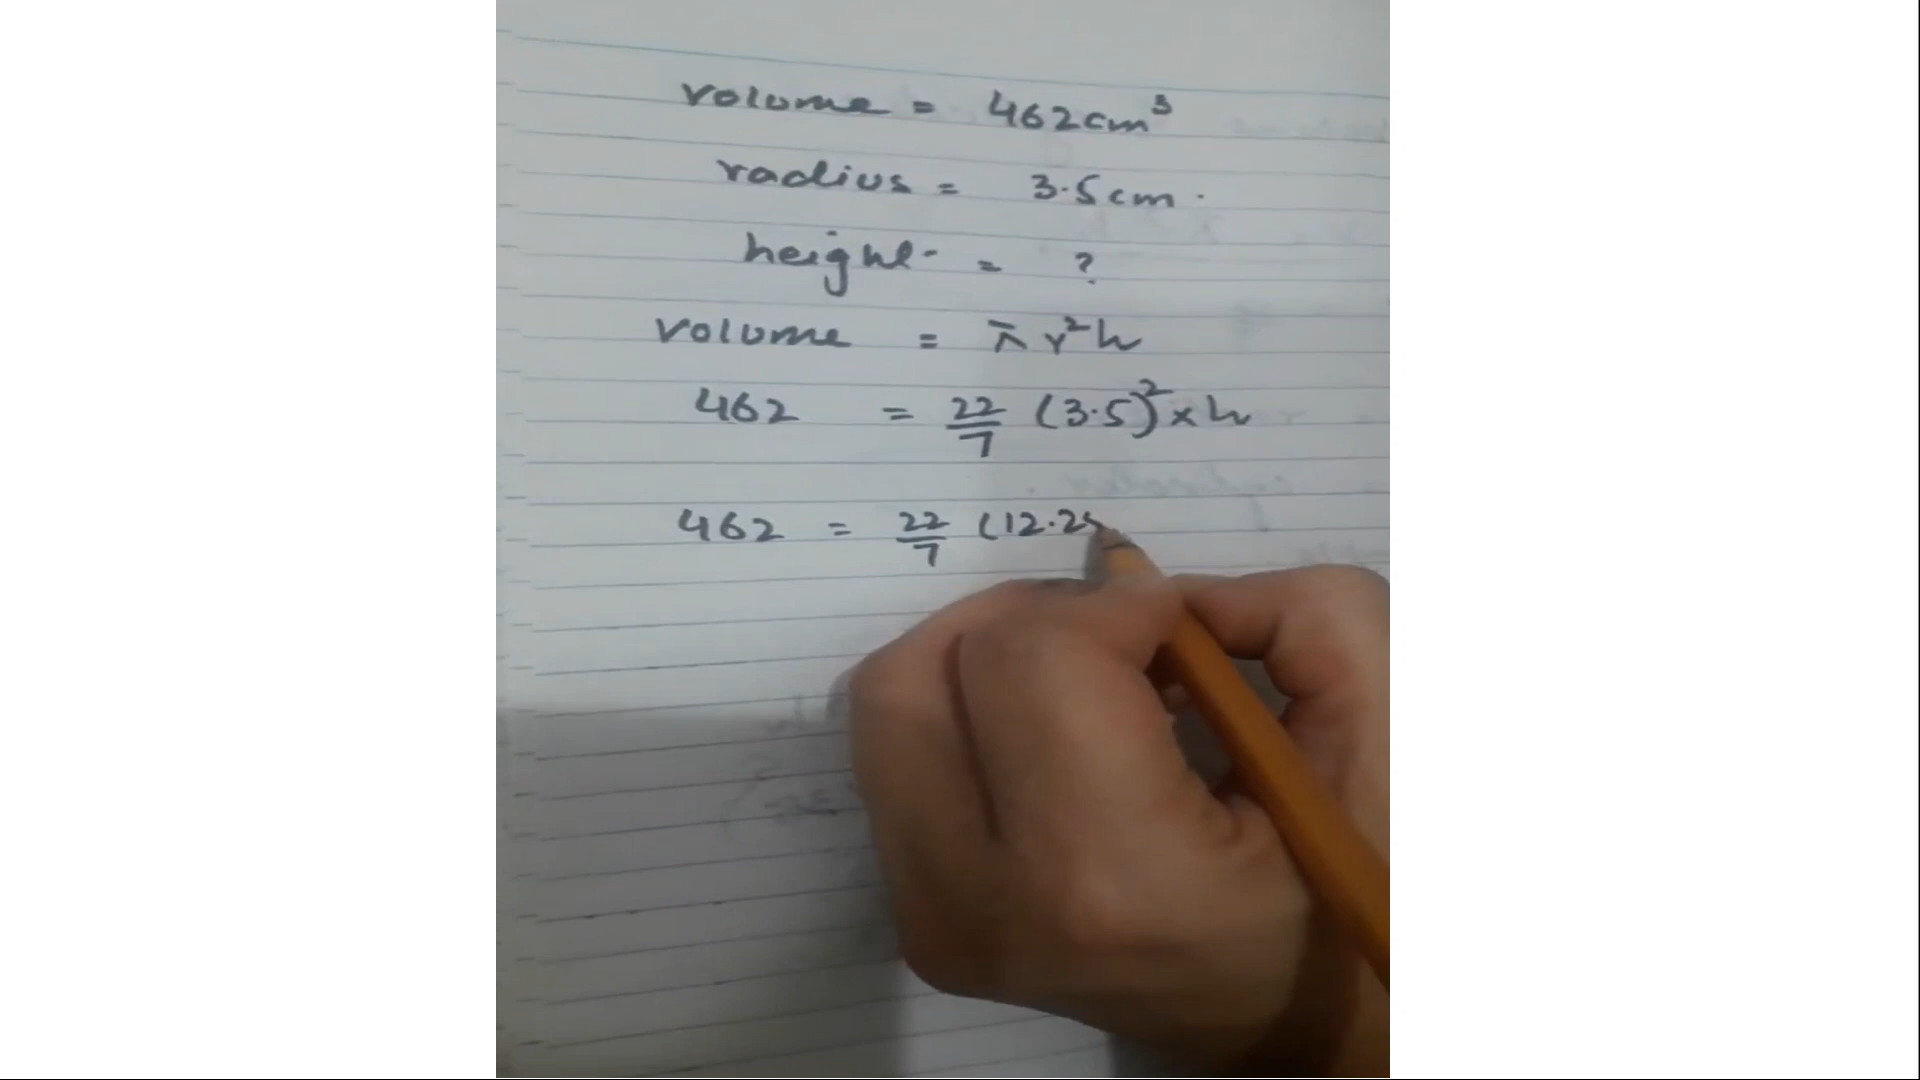 volume = 462cm³
radius = 3.5cm.
height = ?
volume = πr²h
462 = 22/7 (3.5)² x h
462 = 22/7 (12.25